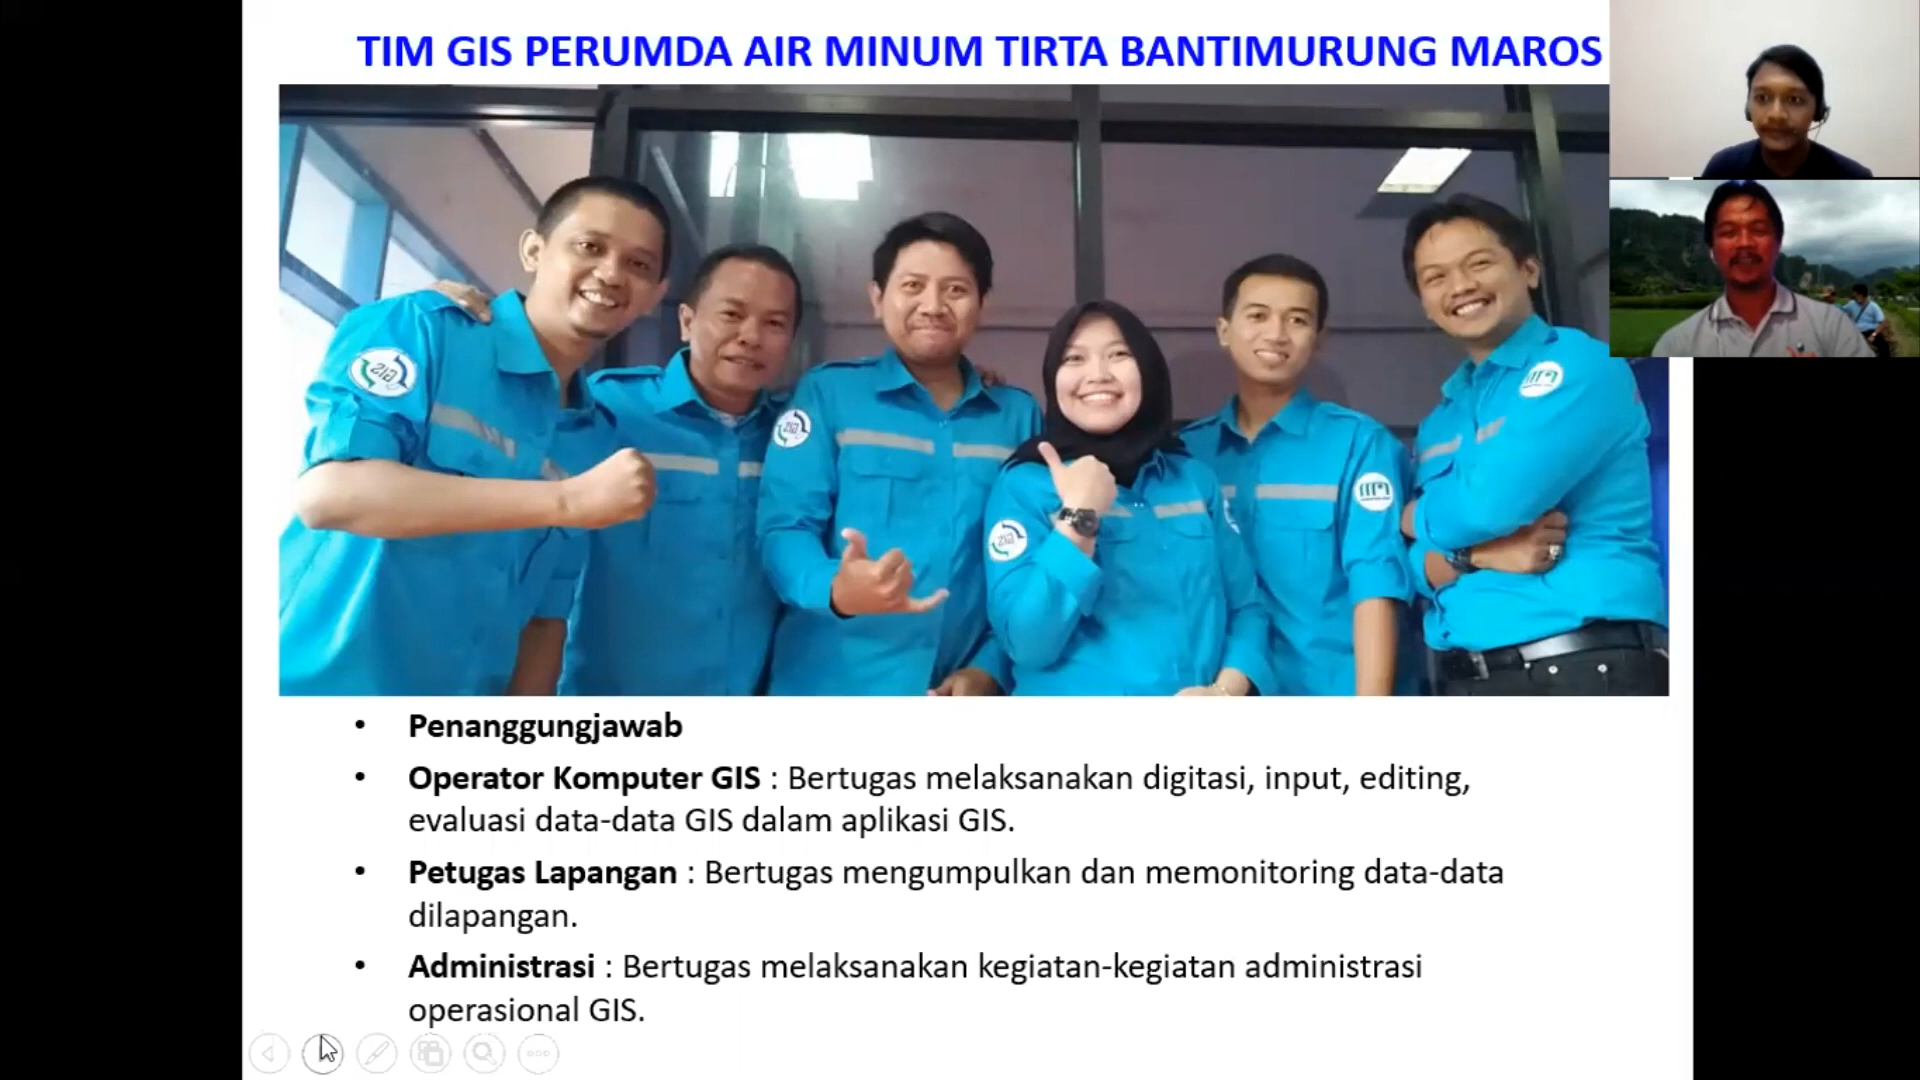 TIM GIS PERUMDA AIR MINUM TIRTA BANTIMURUNG MAROS
• Penanggungjawab
• Operator Komputer GIS : Bertugas melaksanakan digitasi, input, editing,
evaluasi data-data GIS dalam aplikasi GIS.
• Petugas Lapangan : Bertugas mengumpulkan dan memonitoring data-data
dilapangan.
• Administrasi : Bertugas melaksanakan kegiatan-kegiatan administrasi
operasional GIS.